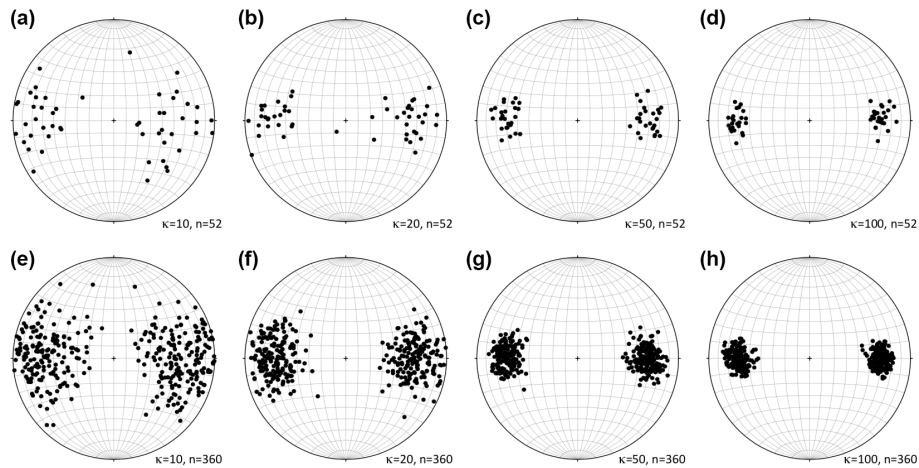 (a) (b) (c) (d)
κ=10, n=52 κ=20, n=52 κ=50, n=52 κ=100, n=52
(e) (f) (g) (h)
κ=10, n=360 κ=20, n=360 κ=50, n=360 κ=100, n=360